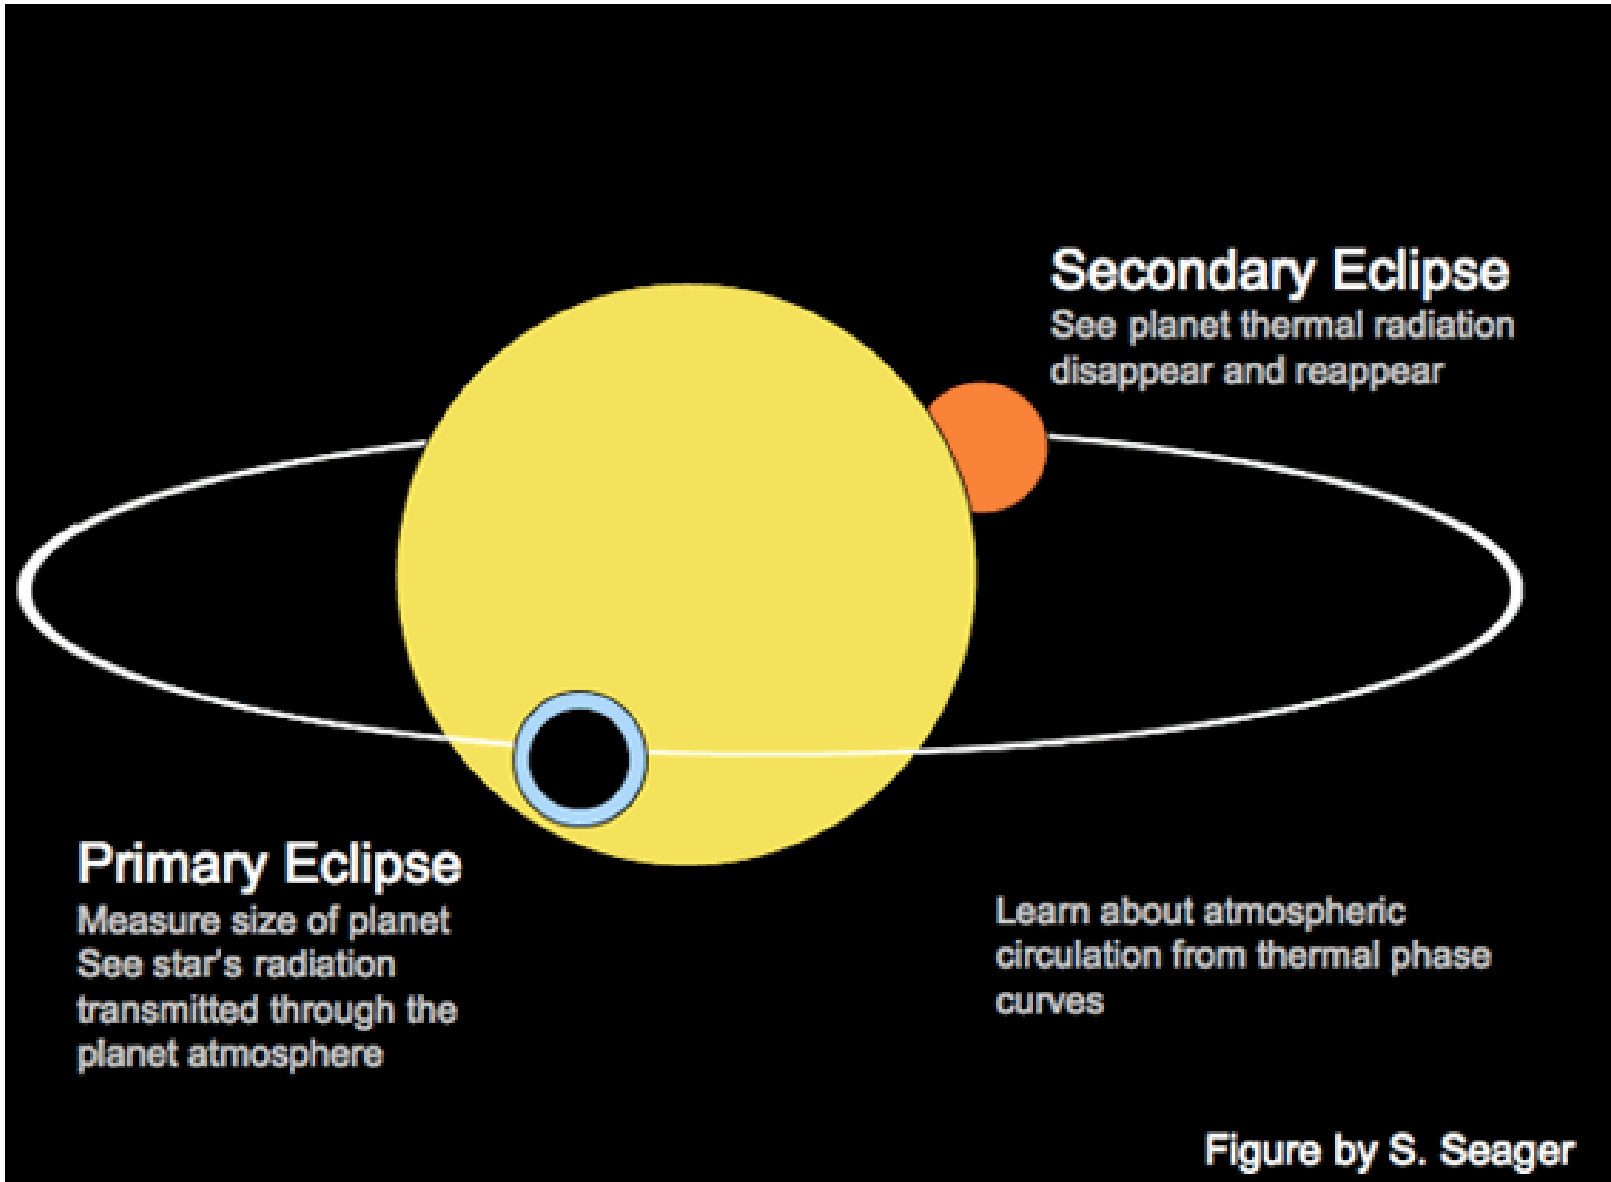 Secondary Eclipse
See planet thermal radiation
disappear and reappear
Primary Eclipse
Measure size of planet
See star's radiation
transmitted through the
planet atmosphere
Learn about atmospheric
circulation from thermal phase
curves
Figure by S. Seager